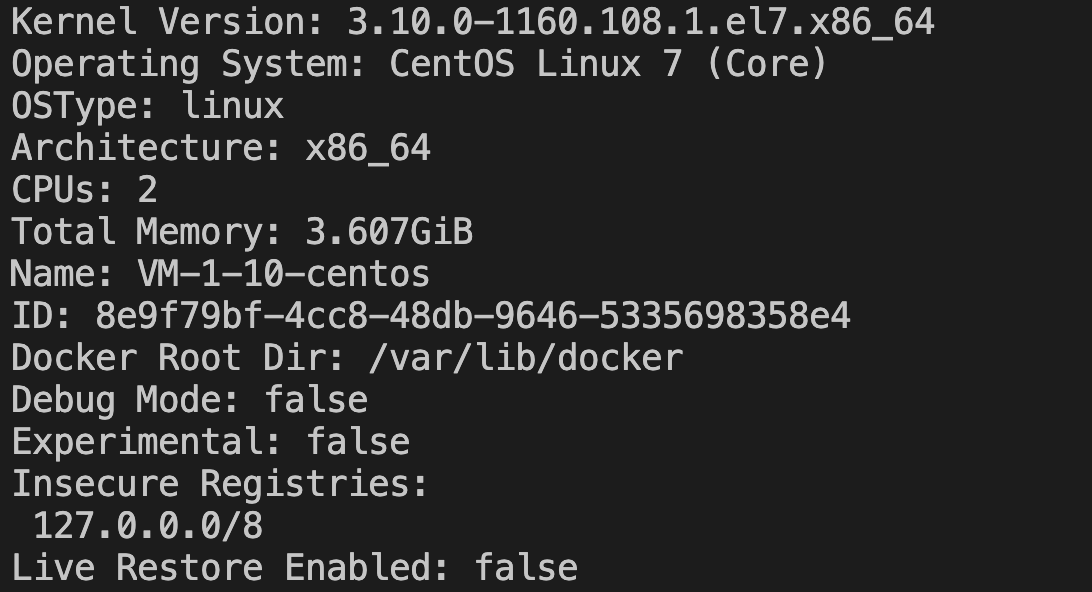 Kernel Version: 3.10.0-1160.108.1.el7.x86_64
Operating System: CentOS Linux 7 (Core)
OSType: linux
Architecture: x86_64
CPUs: 2
Total Memory: 3.607GiB
Name: VM-1-10-centos
ID: 8e9f79bf-4cc8-48db-9646-5335698358e4
Docker Root Dir: /var/lib/docker
Debug Mode: false
Experimental: false
Insecure Registries:
 127.0.0.0/8
Live Restore Enabled: false